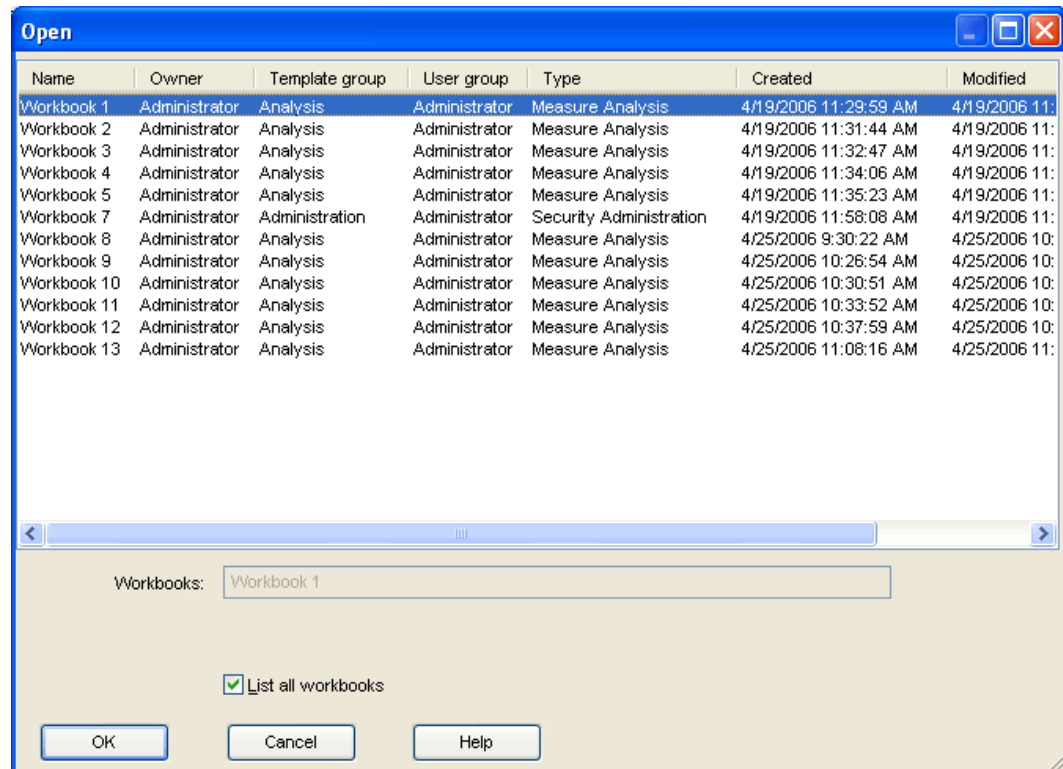 Open
Name Owner Template group User group Type Created Modified
Workbook 1 Administrator Analysis Administrator Measure Analysis 4/19/2006 11:29:59 AM 4/19/2006 11:
Workbook 2 Administrator Analysis Administrator Measure Analysis 4/19/2006 11:31:44 AM 4/19/2006 11:
Workbook 3 Administrator Analysis Administrator Measure Analysis 4/19/2006 11:32:47 AM 4/19/2006 11:
Workbook 4 Administrator Analysis Administrator Measure Analysis 4/19/2006 11:34:06 AM 4/19/2006 11:
Workbook 5 Administrator Analysis Administrator Measure Analysis 4/19/2006 11:35:23 AM 4/19/2006 11:
Workbook 7 Administrator Administration Administrator Security Administration 4/19/2006 11:58:08 AM 4/19/2006 11:
Workbook 8 Administrator Analysis Administrator Measure Analysis 4/25/2006 9:30:22 AM 4/25/2006 10:
Workbook 9 Administrator Analysis Administrator Measure Analysis 4/25/2006 10:26:54 AM 4/25/2006 10:
Workbook 10 Administrator Analysis Administrator Measure Analysis 4/25/2006 10:30:51 AM 4/25/2006 10:
Workbook 11 Administrator Analysis Administrator Measure Analysis 4/25/2006 10:33:52 AM 4/25/2006 10:
Workbook 12 Administrator Analysis Administrator Measure Analysis 4/25/2006 10:37:59 AM 4/25/2006 10:
Workbook 13 Administrator Analysis Administrator Measure Analysis 4/25/2006 11:08:16 AM 4/25/2006 11:
Workbooks: Workbook 1
List all workbooks
OK Cancel Help